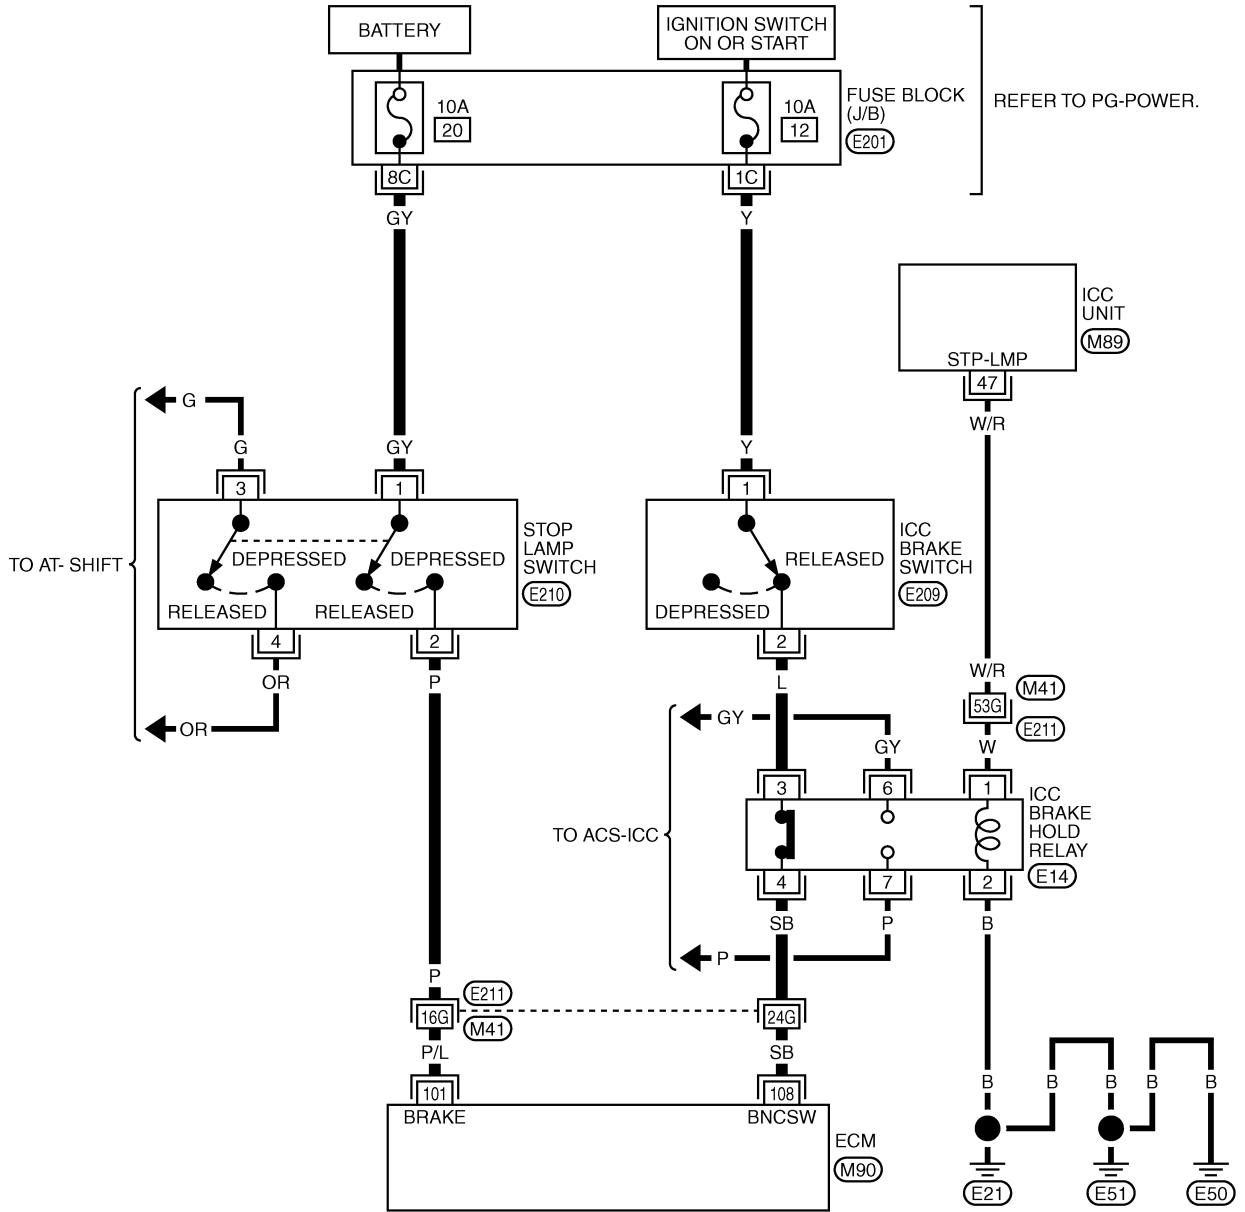 BATTERY
IGNITION SWITCH
ON OR START
10A
20
10A
12
FUSE BLOCK
(J/B)
E201
REFER TO PG-POWER.
8C
1C
GY
Y
ICC
UNIT
M89
STP-LMP
47
W/R
G
G
GY
Y
3
1
1
STOP
LAMP
SWITCH
E210
ICC
BRAKE
SWITCH
E209
TO AT- SHIFT
DEPRESSED
DEPRESSED
RELEASED
RELEASED
RELEASED
DEPRESSED
4
2
2
OR
P
L
OR
W/R
M41
53G
E211
W
GY
GY
3
6
1
ICC
BRAKE
HOLD
RELAY
E14
TO ACS-ICC
4
7
2
SB
P
B
P
P
E211
16G
M41
24G
P/L
SB
101
108
BRAKE
BNCSW
ECM
M90
B
B
B
B
B
E21
E51
E50